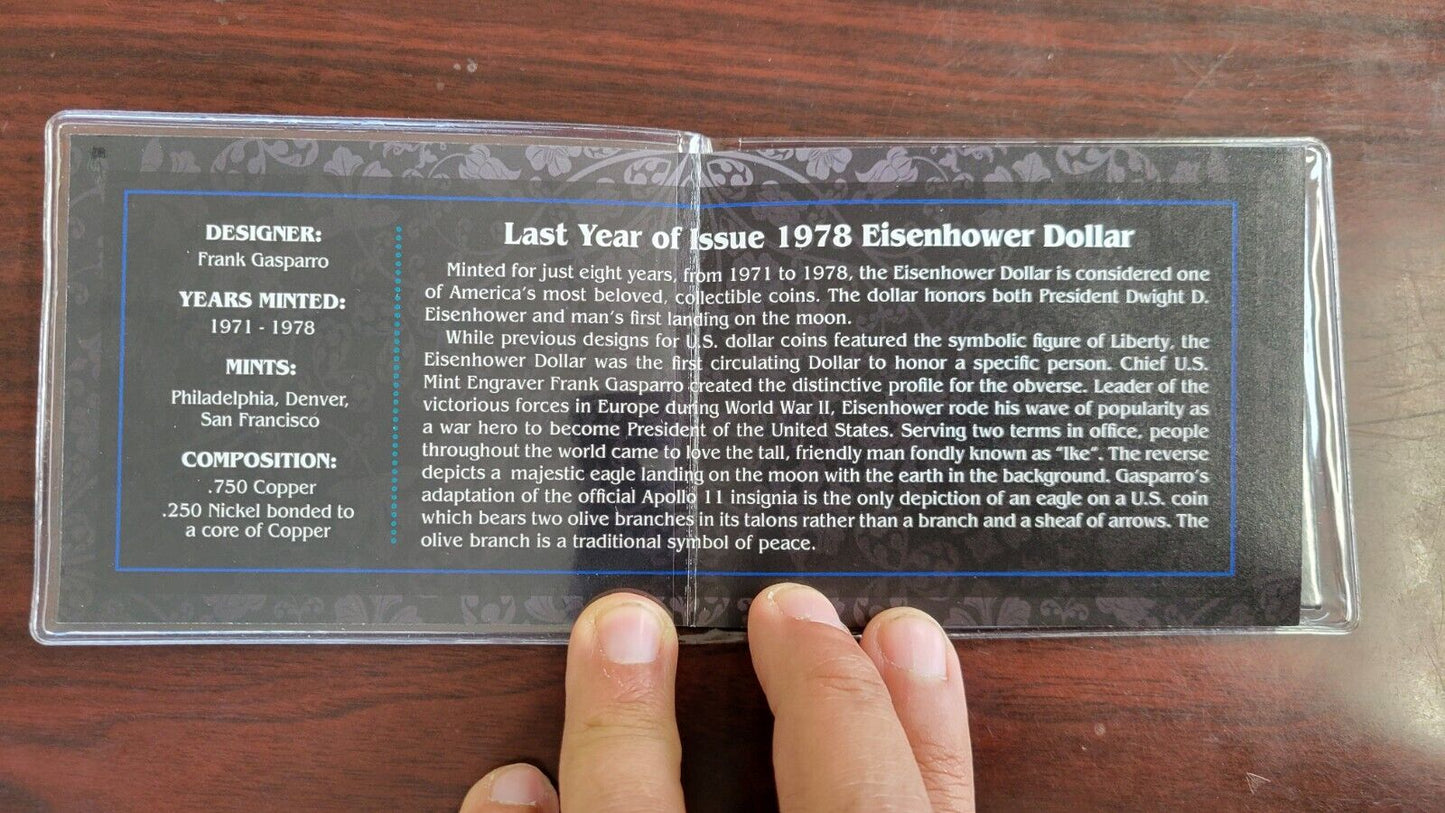 DESIGNER:
Frank Gasparro
YEARS MINTED:
1971 - 1978
MINTS:
Philadelphia, Denver,
San Francisco
COMPOSITION:
.750 Copper
.250 Nickel bonded to
a core of Copper
Last Year of Issue 1978 Eisenhower Dollar
Minted for just eight years, from 1971 to 1978, the Eisenhower Dollar is considered one
of America's most beloved, collectible coins. The dollar honors both President Dwight D.
Eisenhower and man's first landing on the moon.
While previous designs for U.S. dollar coins featured the symbolic figure of Liberty, the
Eisenhower Dollar was the first circulating Dollar to honor a specific person. Chief U.S.
Mint Engraver Frank Gasparro created the distinctive profile for the obverse. Leader of the
victorious forces in Europe during World War II, Eisenhower rode his wave of popularity as
a war hero to become President of the United States. Serving two terms in office, people
throughout the world came to love the tall, friendly man fondly known as "Ike". The reverse
depicts a majestic eagle landing on the moon with the earth in the background. Gasparro's
adaptation of the official Apollo 11 insignia is the only depiction of an eagle on a U.S. coin
which bears two olive branches in its talons rather than a branch and a sheaf of arrows. The
olive branch is a traditional symbol of peace.